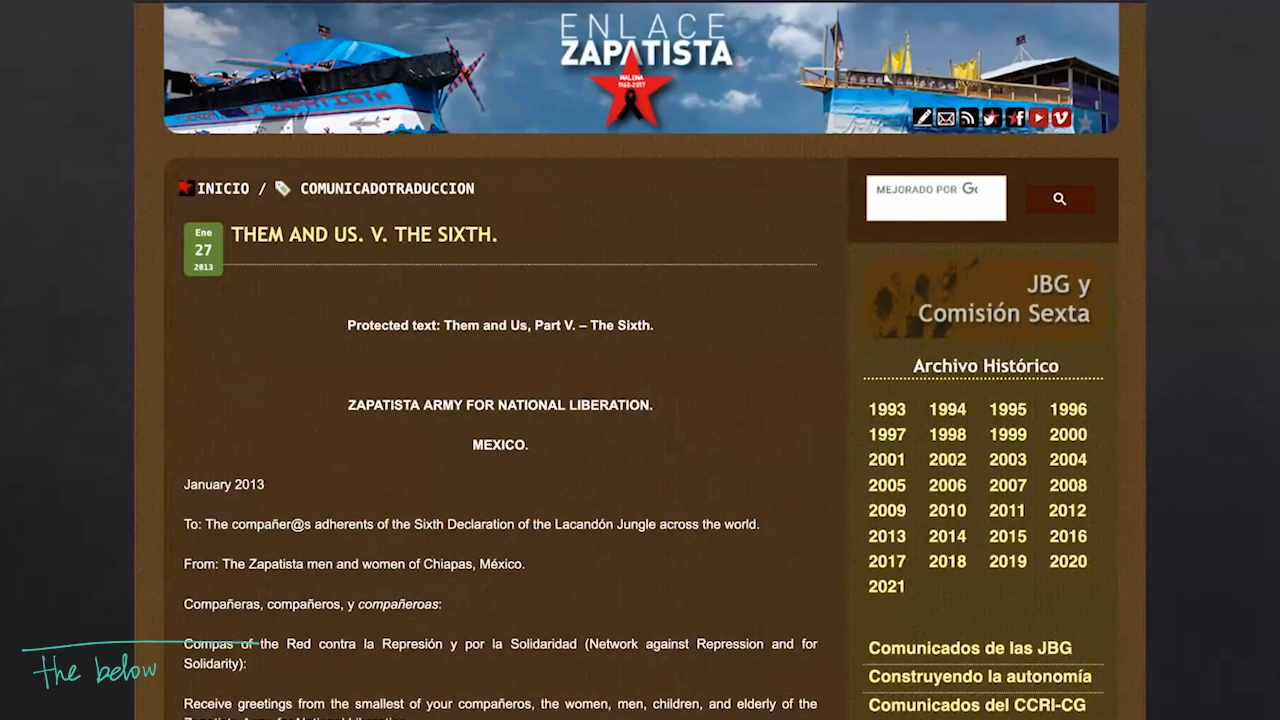 ENLACE
ZAPATISTA
MALENA
LA ZAPATISTA
INICIO / COMUNICADOTRADUCCION
MEJORADO POR
Ene
27
2013
THEM AND US. V. THE SIXTH.
Protected text: Them and Us, Part V. – The Sixth.
ZAPATISTA ARMY FOR NATIONAL LIBERATION.
MEXICO.
January 2013
To: The compañer@s adherents of the Sixth Declaration of the Lacandón Jungle across the world.
From: The Zapatista men and women of Chiapas, México.
Compañeras, compañeros, y compañeroas:
Compas of the Red contra la Represión y por la Solidaridad (Network against Repression and for
Solidarity):
Receive greetings from the smallest of your compañeros, the women, men, children, and elderly of the
JBG y
Comisión Sexta
Archivo Histórico
1993 1994 1995 1996
1997 1998 1999 2000
2001 2002 2003 2004
2005 2006 2007 2008
2009 2010 2011 2012
2013 2014 2015 2016
2017 2018 2019 2020
2021
Comunicados de las JBG
Construyendo la autonomía
Comunicados del CCRI-CG
the below